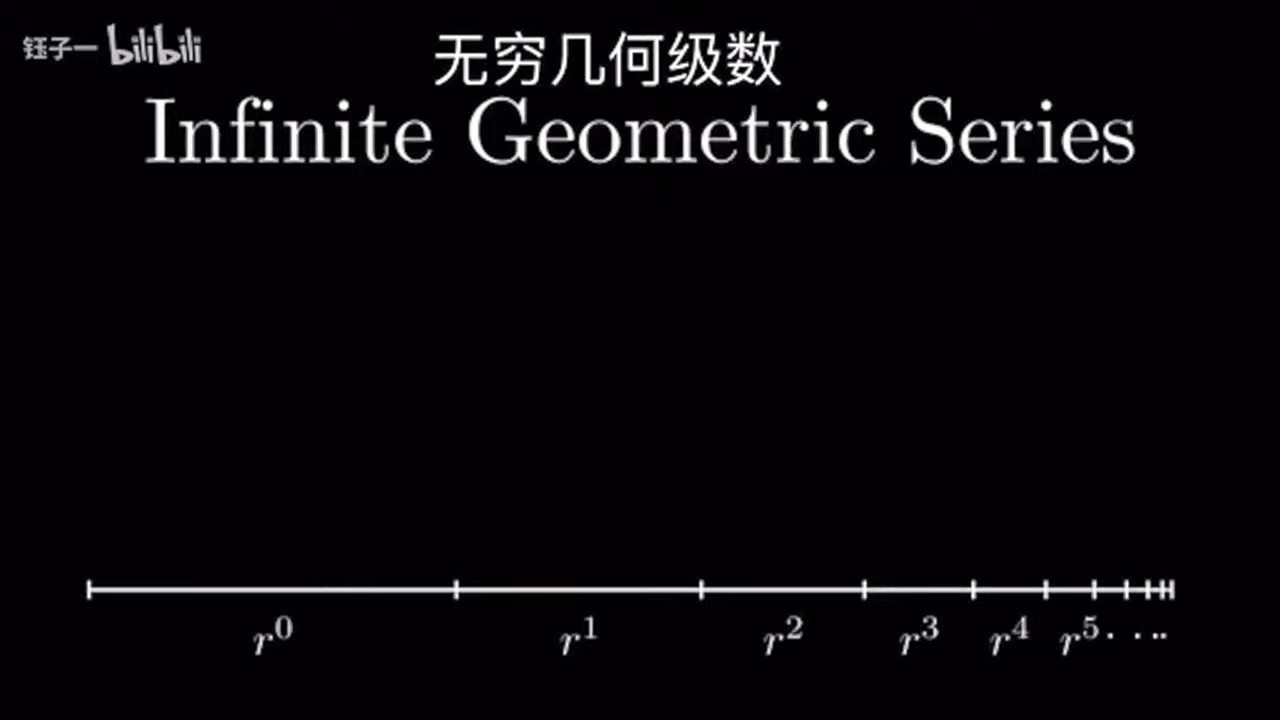 钰子一 bilibili
无穷几何级数
Infinite Geometric Series
r⁰ r¹ r² r³ r⁴ r⁵. . ..